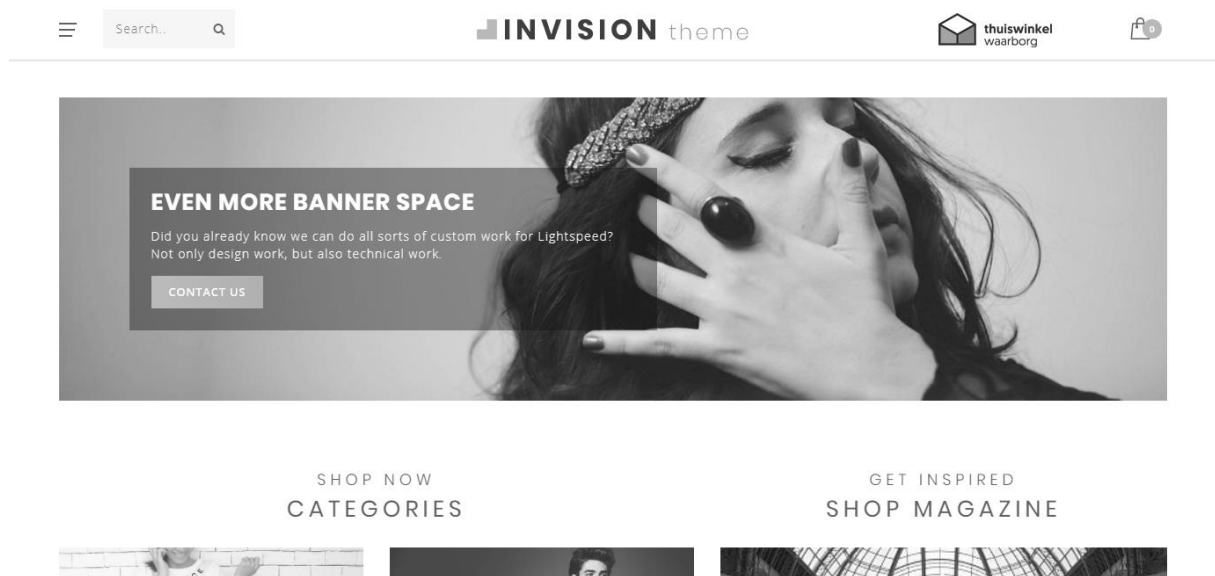 Search..
INVISION theme
thuiswinkel
waarborg
0
EVEN MORE BANNER SPACE
Did you already know we can do all sorts of custom work for Lightspeed?
Not only design work, but also technical work.
CONTACT US
SHOP NOW
CATEGORIES
GET INSPIRED
SHOP MAGAZINE